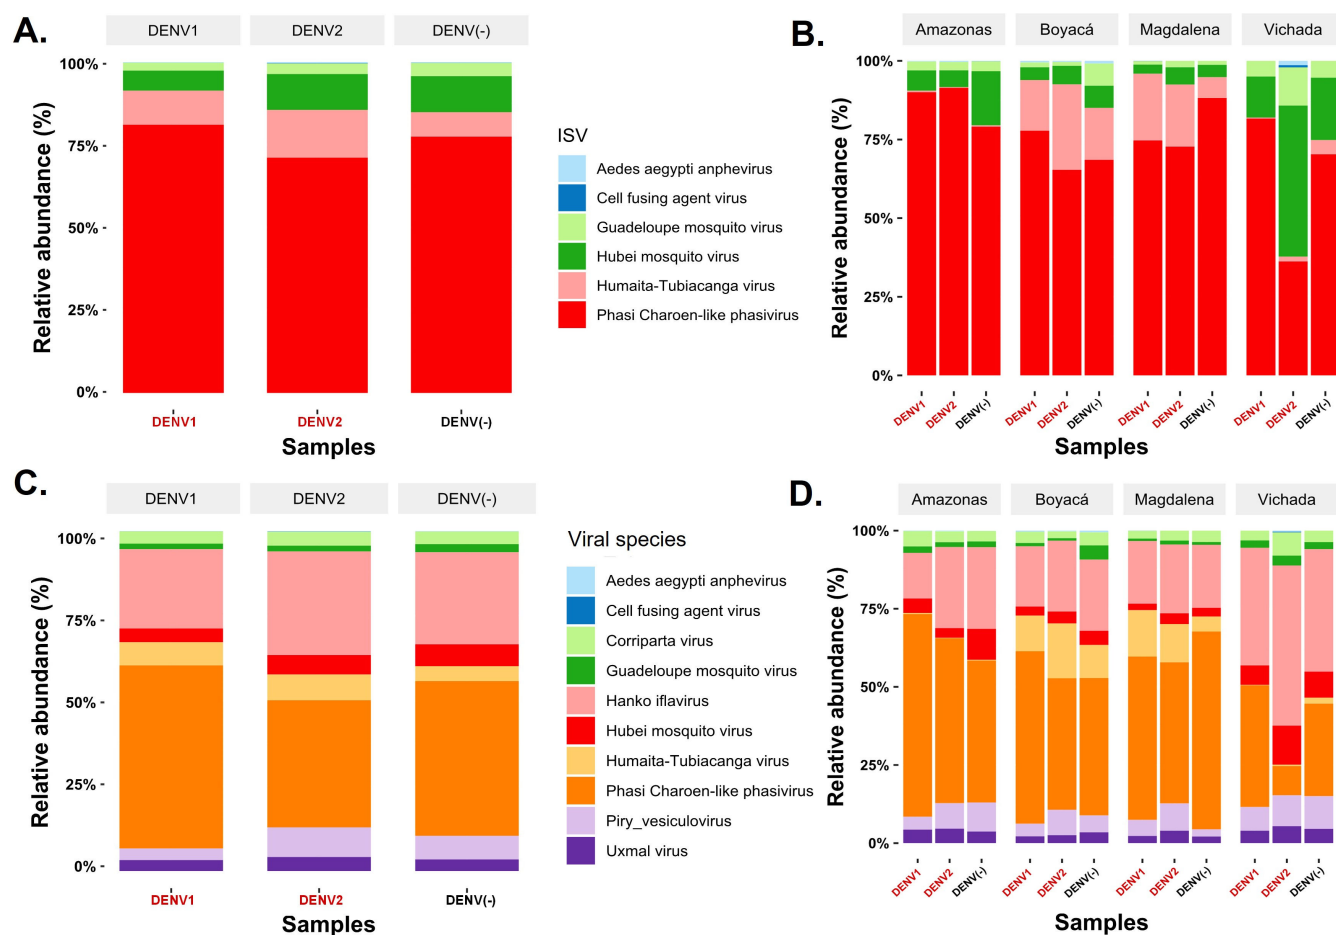 A.
DENV1 DENV2 DENV(-)
Relative abundance (%)
100%
75%
50%
25%
0%
DENV1 DENV2 DENV(-)
Samples
ISV
Aedes aegypti anphevirus
Cell fusing agent virus
Guadeloupe mosquito virus
Hubei mosquito virus
Humaita-Tubiacanga virus
Phasi Charoen-like phasivirus
B.
Amazonas Boyacá Magdalena Vichada
Relative abundance (%)
100%
75%
50%
25%
0%
DENV1 DENV2 DENV(-) DENV1 DENV2 DENV(-) DENV1 DENV2 DENV(-) DENV1 DENV2 DENV(-)
Samples
C.
DENV1 DENV2 DENV(-)
Relative abundance (%)
100%
75%
50%
25%
0%
DENV1 DENV2 DENV(-)
Samples
Viral species
Aedes aegypti anphevirus
Cell fusing agent virus
Corriparta virus
Guadeloupe mosquito virus
Hanko iflavirus
Hubei mosquito virus
Humaita-Tubiacanga virus
Phasi Charoen-like phasivirus
Piry_vesiculovirus
Uxmal virus
D.
Amazonas Boyacá Magdalena Vichada
Relative abundance (%)
100%
75%
50%
25%
0%
DENV1 DENV2 DENV(-) DENV1 DENV2 DENV(-) DENV1 DENV2 DENV(-) DENV1 DENV2 DENV(-)
Samples